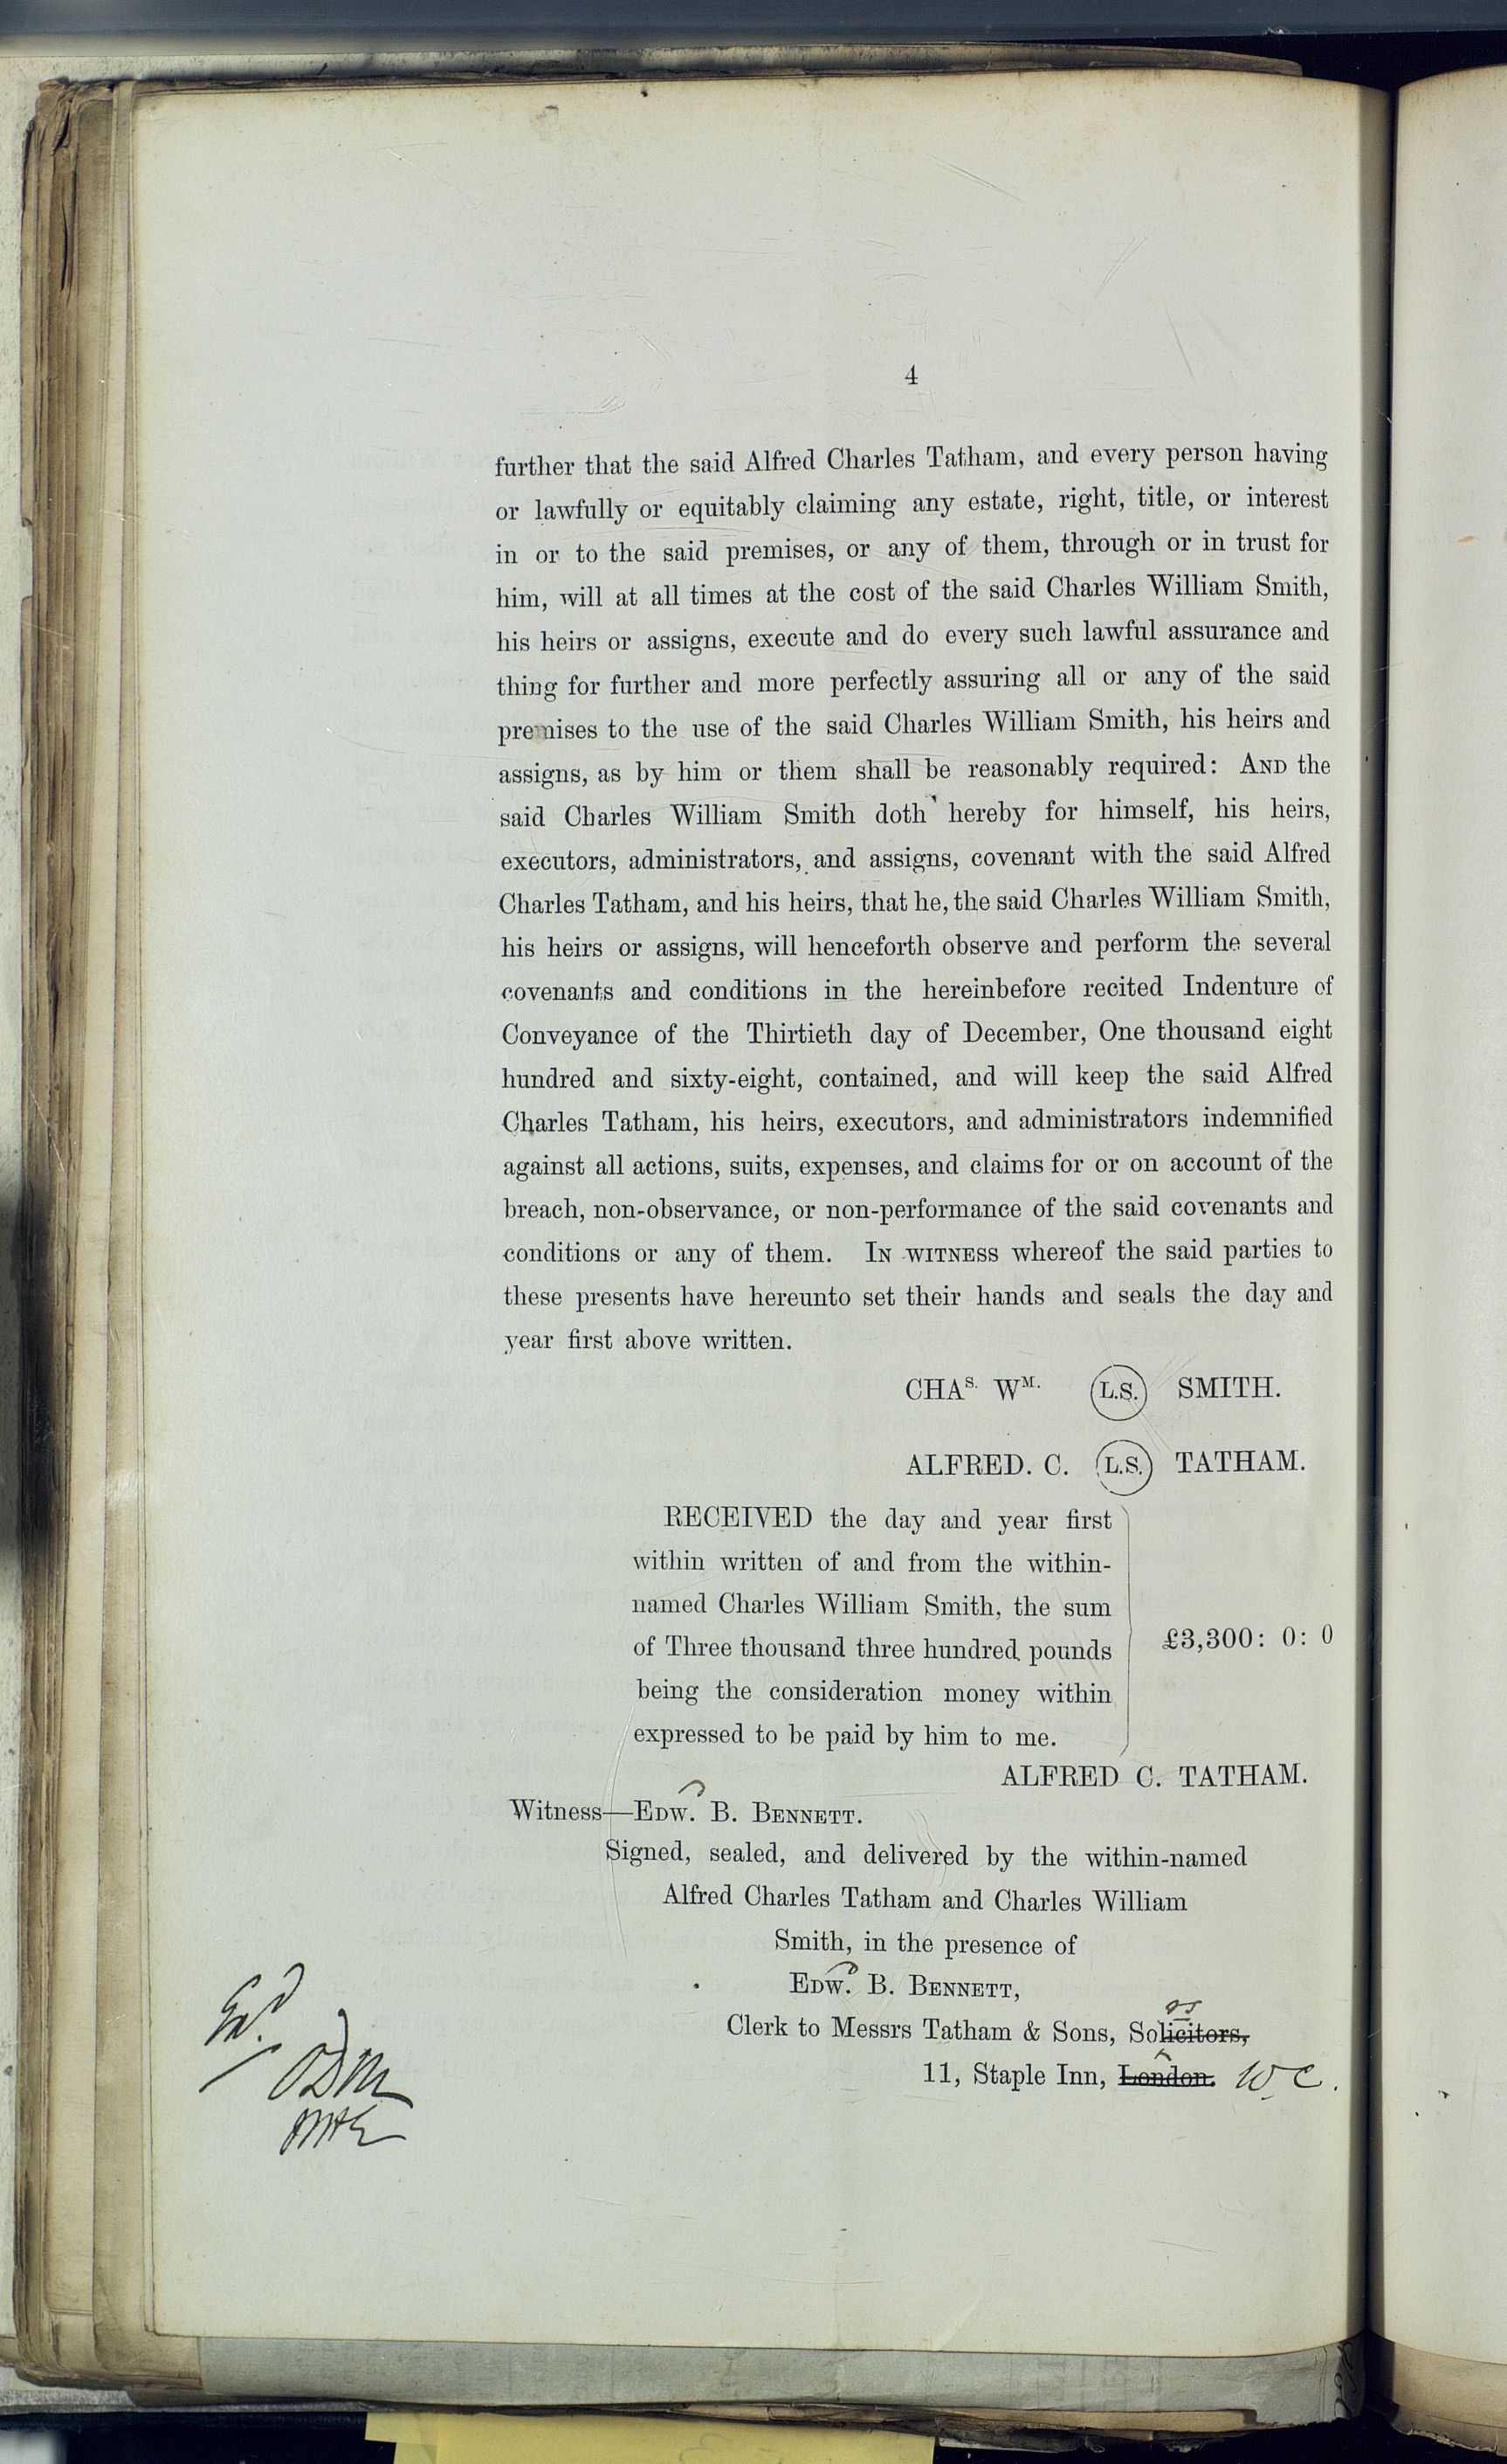 4
further that the said Alfred Charles Tatham, and every person having
or lawfully or equitably claiming any estate, right, title, or interest
in or to the said premises, or any of them, through or in trust for
him, will at all times at the cost of the said Charles William Smith,
his heirs or assigns, execute and do every such lawful assurance and
thing for further and more perfectly assuring all or any of the said
premises to the use of the said Charles William Smith, his heirs and
assigns, as by him or them shall be reasonably required: AND the
said Charles William Smith doth hereby for himself, his heirs,
executors, administrators, and assigns, covenant with the said Alfred
Charles Tatham, and his heirs, that he, the said Charles William Smith,
his heirs or assigns, will henceforth observe and perform the several
covenants and conditions in the hereinbefore recited Indenture of
Conveyance of the Thirtieth day of December, One thousand eight
hundred and sixty-eight, contained, and will keep the said Alfred
Charles Tatham, his heirs, executors, and administrators indemnified
against all actions, suits, expenses, and claims for or on account of the
breach, non-observance, or non-performance of the said covenants and
conditions or any of them. IN WITNESS whereof the said parties to
these presents have hereunto set their hands and seals the day and
year first above written.
CHAS. WM. L.S. SMITH.
ALFRED. C. L.S. TATHAM.
RECEIVED the day and year first
within written of and from the within-
named Charles William Smith, the sum
of Three thousand three hundred pounds
being the consideration money within
expressed to be paid by him to me.
£3,300: 0: 0
ALFRED C. TATHAM.
Witness—EDW. B. BENNETT.
Signed, sealed, and delivered by the within-named
Alfred Charles Tatham and Charles William
Smith, in the presence of
EDW. B. BENNETT,
Clerk to Messrs Tatham & Sons, Solicitors,
11, Staple Inn, London. W.C.